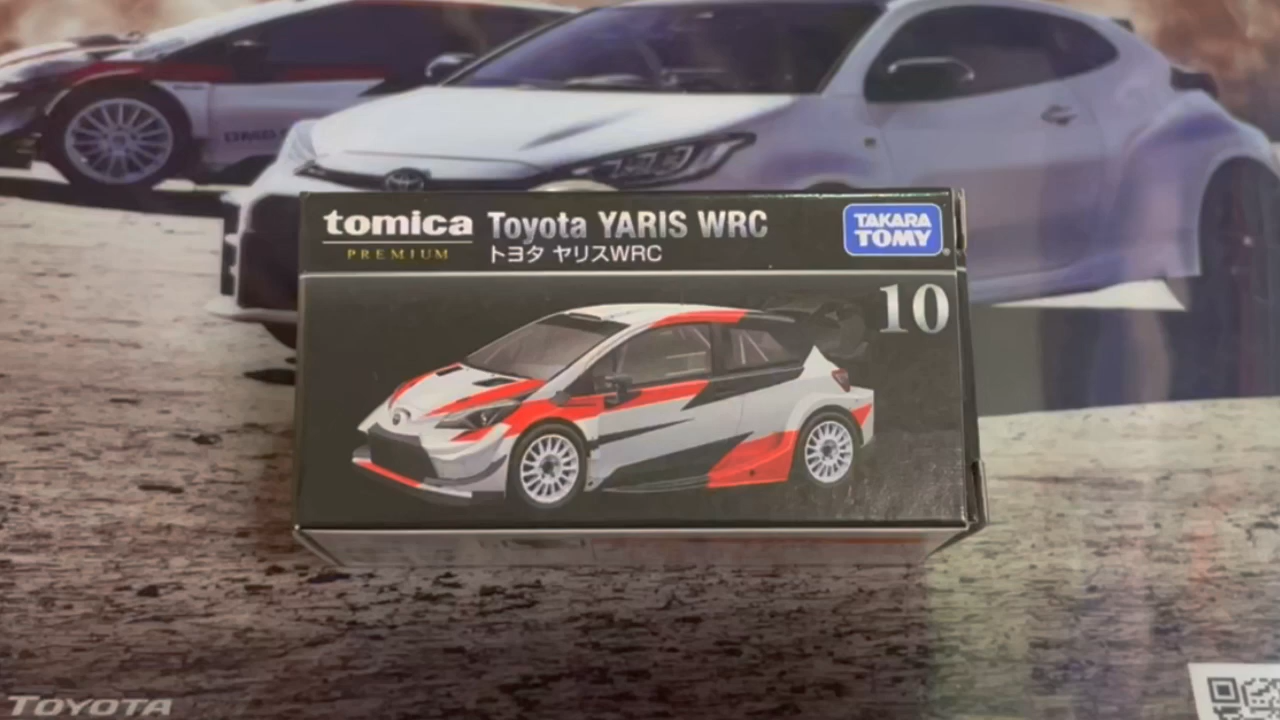 tomica
PREMIUM
Toyota YARIS WRC
トヨタ ヤリスWRC
TAKARA
TOMY
10
TOYOTA